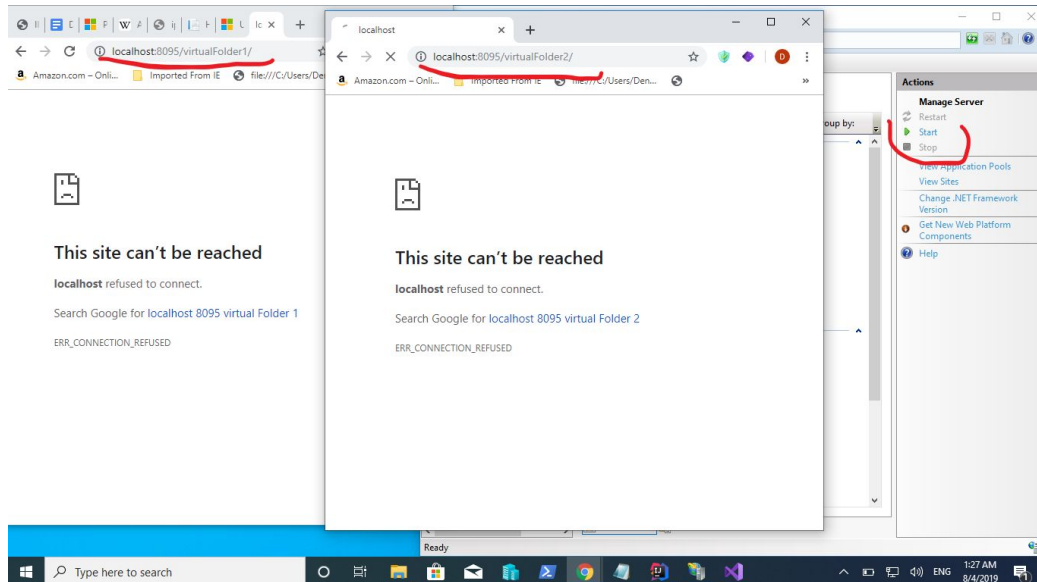 localhost:8095/virtualFolder1/
Amazon.com – Onli...
Imported From IE
file:///C:/Users/De
This site can't be reached
localhost refused to connect.
Search Google for localhost 8095 virtual Folder 1
ERR_CONNECTION_REFUSED
localhost
localhost:8095/virtualFolder2/
D
Amazon.com – Onli...
Imported From IE
file:///C:/Users/Den...
This site can't be reached
localhost refused to connect.
Search Google for localhost 8095 virtual Folder 2
ERR_CONNECTION_REFUSED
oup by:
Ready
Actions
Manage Server
Restart
Start
Stop
View Application Pools
View Sites
Change .NET Framework
Version
Get New Web Platform
Components
Help
Type here to search
ENG
1:27 AM
8/4/2019